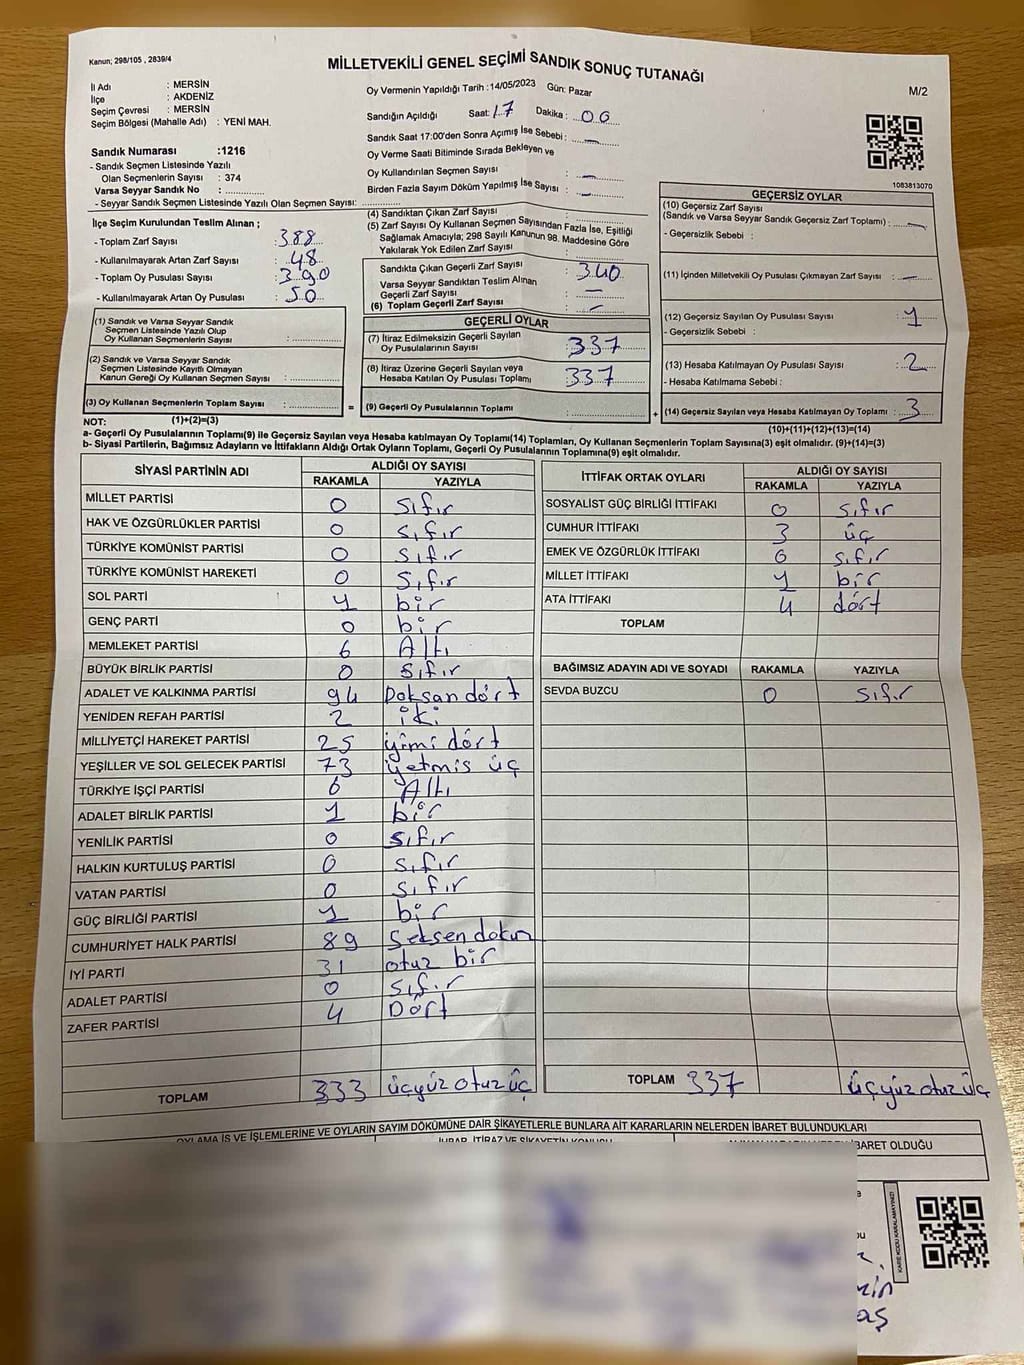 Kanun; 298/105 , 2839/4
MİLLETVEKİLİ GENEL SEÇİMİ SANDIK SONUÇ TUTANAĞI
M/2
İl Adı : MERSİN
İlçe : AKDENİZ
Seçim Çevresi : MERSİN
Seçim Bölgesi (Mahalle Adı) : YENİ MAH.
Sandık Numarası :1216
- Sandık Seçmen Listesinde Yazılı
Olan Seçmenlerin Sayısı : 374
Varsa Seyyar Sandık No :
- Seyyar Sandık Seçmen Listesinde Yazılı Olan Seçmen Sayısı:
Oy Vermenin Yapıldığı Tarih :14/05/2023 Gün: Pazar
Sandığın Açıldığı Saat: 17 Dakika : 00
Sandık Saat 17:00'den Sonra Açımış İse Sebebi : —
Oy Verme Saati Bitiminde Sırada Bekleyen ve
Oy Kullandırılan Seçmen Sayısı : —
Birden Fazla Sayım Döküm Yapılmış İse Sayısı : —
1083813070
İlçe Seçim Kurulundan Teslim Alınan ;
- Toplam Zarf Sayısı : 388
- Kullanılmayarak Artan Zarf Sayısı : 48
- Toplam Oy Pusulası Sayısı : 390
- Kullanılmayarak Artan Oy Pusulası : 50
(1) Sandık ve Varsa Seyyar Sandık
Seçmen Listesinde Yazılı Olup
Oy Kullanan Seçmenlerin Sayısı :
(2) Sandık ve Varsa Seyyar Sandık
Seçmen Listesinde Kayıtlı Olmayan
Kanun Gereği Oy Kullanan Seçmen Sayısı :
(3) Oy Kullanan Seçmenlerin Toplam Sayısı :
(1)+(2)=(3)
(4) Sandıktan Çıkan Zarf Sayısı :
(5) Zarf Sayısı Oy Kullanan Seçmen Sayısından Fazla İse, Eşitliği
Sağlamak Amacıyla; 298 Sayılı Kanunun 98. Maddesine Göre
Yakılarak Yok Edilen Zarf Sayısı :
Sandıkta Çıkan Geçerli Zarf Sayısı : 340
Varsa Seyyar Sandıktan Teslim Alınan
Geçerli Zarf Sayısı : —
(6) Toplam Geçerli Zarf Sayısı : —
GEÇERLİ OYLAR
(7) İtiraz Edilmeksizin Geçerli Sayılan
Oy Pusulalarının Sayısı : 337
(8) İtiraz Üzerine Geçerli Sayılan veya
Hesaba Katılan Oy Pusulası Toplamı : 337
= (9) Geçerli Oy Pusulalarının Toplamı : +
GEÇERSİZ OYLAR
(10) Geçersiz Zarf Sayısı
(Sandık ve Varsa Seyyar Sandık Geçersiz Zarf Toplamı) : —
- Geçersizlik Sebebi :
(11) İçinden Milletvekili Oy Pusulası Çıkmayan Zarf Sayısı : —
(12) Geçersiz Sayılan Oy Pusulası Sayısı : 1
- Geçersizlik Sebebi :
(13) Hesaba Katılmayan Oy Pusulası Sayısı : 2
- Hesaba Katılmama Sebebi :
(14) Geçersiz Sayılan veya Hesaba Katılmayan Oy Toplamı : 3
(10)+(11)+(12)+(13)=(14)
NOT:
a- Geçerli Oy Pusulalarının Toplamı(9) ile Geçersiz Sayılan veya Hesaba katılmayan Oy Toplamı(14) Toplamları, Oy Kullanan Seçmenlerin Toplam Sayısına(3) eşit olmalıdır. (9)+(14)=(3)
b- Siyasi Partilerin, Bağımsız Adayların ve İttifakların Aldığı Ortak Oyların Toplamı, Geçerli Oy Pusulalarının Toplamına(9) eşit olmalıdır.
SİYASİ PARTİNİN ADI ALDIĞI OY SAYISI
RAKAMLA YAZIYLA
MİLLET PARTİSİ 0 sıfır
HAK VE ÖZGÜRLÜKLER PARTİSİ 0 sıfır
TÜRKİYE KOMÜNİST PARTİSİ 0 sıfır
TÜRKİYE KOMÜNİST HAREKETİ 0 sıfır
SOL PARTİ 1 bir
GENÇ PARTİ 0 bir
MEMLEKET PARTİSİ 6 Altı
BÜYÜK BİRLİK PARTİSİ 0 sıfır
ADALET VE KALKINMA PARTİSİ 94 Doksan dört
YENİDEN REFAH PARTİSİ 2 iki
MİLLİYETÇİ HAREKET PARTİSİ 25 yirmi dört
YEŞİLLER VE SOL GELECEK PARTİSİ 73 yetmis üç
TÜRKİYE İŞÇİ PARTİSİ 6 Altı
ADALET BİRLİK PARTİSİ 1 bir
YENİLİK PARTİSİ 0 sıfır
HALKIN KURTULUŞ PARTİSİ 0 sıfır
VATAN PARTİSİ 0 sıfır
GÜÇ BİRLİĞİ PARTİSİ 1 bir
CUMHURİYET HALK PARTİSİ 89 Seksen dokuz
İYİ PARTİ 31 otuz bir
ADALET PARTİSİ 0 sıfır
ZAFER PARTİSİ 4 Dört
TOPLAM 333 üçyüz otuz üç
İTTİFAK ORTAK OYLARI ALDIĞI OY SAYISI
RAKAMLA YAZIYLA
SOSYALİST GÜÇ BİRLİĞİ İTTİFAKI 0 sıfır
CUMHUR İTTİFAKI 3 üç
EMEK VE ÖZGÜRLÜK İTTİFAKI 0 sıfır
MİLLET İTTİFAKI 1 bir
ATA İTTİFAKI 4 dört
TOPLAM
BAĞIMSIZ ADAYIN ADI VE SOYADI RAKAMLA YAZIYLA
SEVDA BUZCU 0 sıfır
TOPLAM 337 üçyüz otuz üç
OYLAMA İŞ VE İŞLEMLERİNE VE OYLARIN SAYIM DÖKÜMÜNE DAİR ŞİKAYETLERLE BUNLARA AİT KARARLARIN NELERDEN İBARET BULUNDUKLARI
İHBAR, İTİRAZ VE ŞİKAYETİN KONUSU
İBARET OLDUĞU
KARE KODU KARALAMAYINIZ!